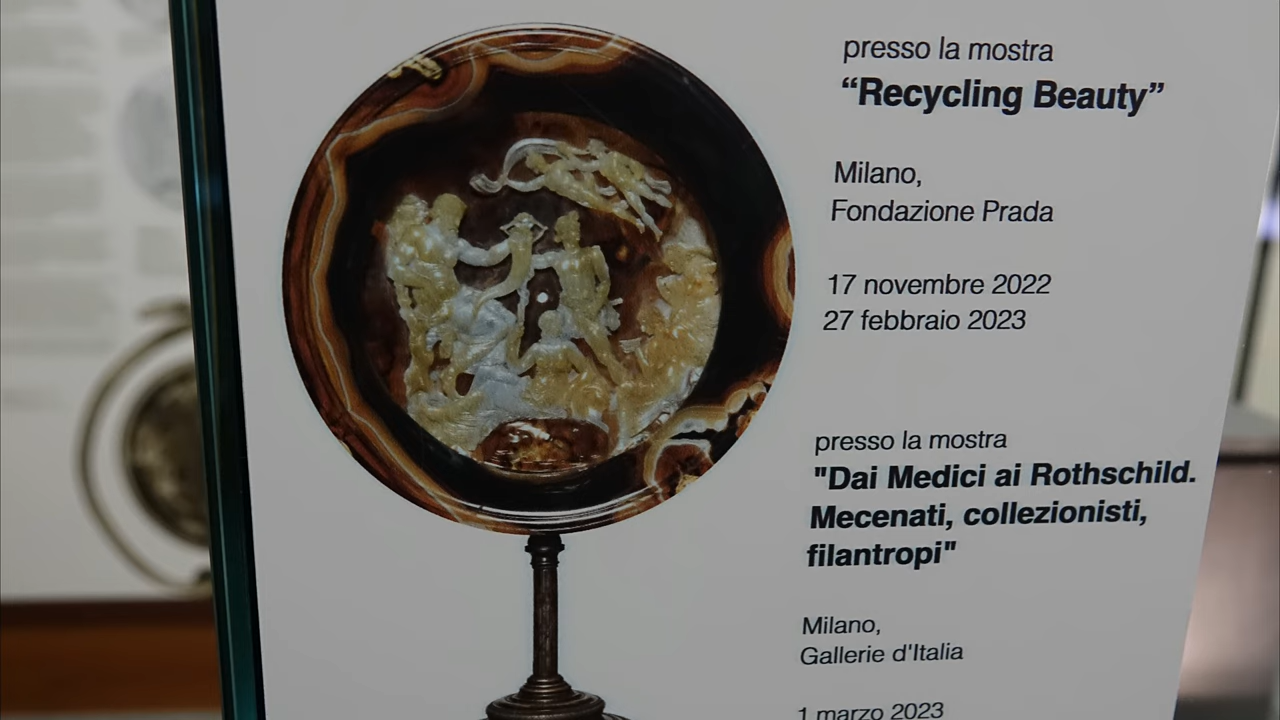 presso la mostra
“Recycling Beauty”
Milano,
Fondazione Prada
17 novembre 2022
27 febbraio 2023
presso la mostra
"Dai Medici ai Rothschild.
Mecenati, collezionisti,
filantropi"
Milano,
Gallerie d'Italia
1 marzo 2023